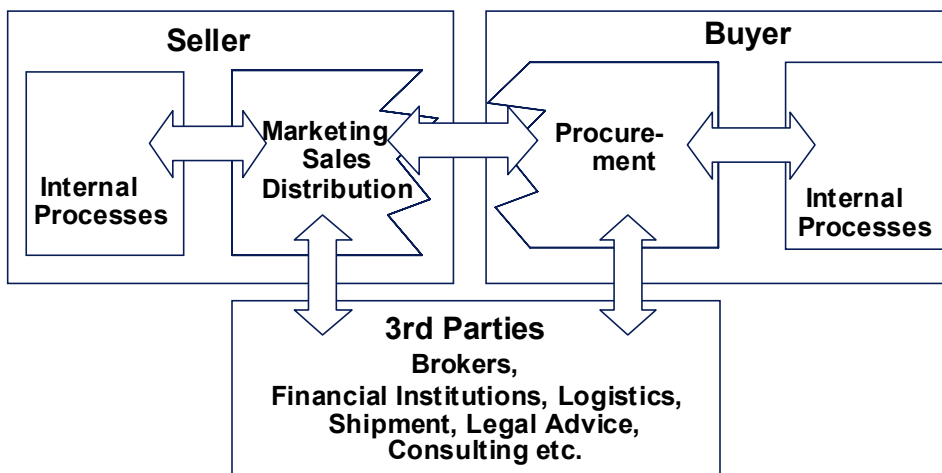 Seller
Internal
Processes
Marketing
Sales
Distribution
Buyer
Procure-
ment
Internal
Processes
3rd Parties
Brokers,
Financial Institutions, Logistics,
Shipment, Legal Advice,
Consulting etc.